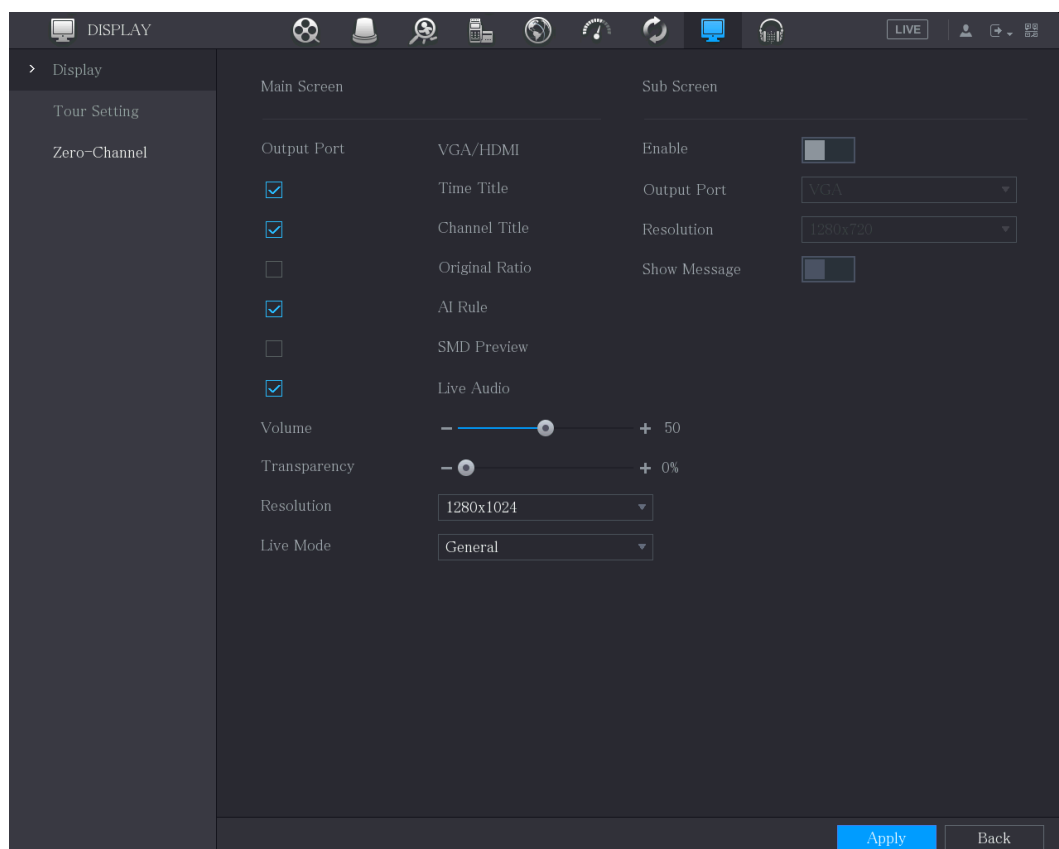 DISPLAY
LIVE
Display
Tour Setting
Zero-Channel
Main Screen
Sub Screen
Output Port VGA/HDMI
Enable
Time Title
Output Port VGA
Channel Title
Resolution 1280x720
Original Ratio
Show Message
AI Rule
SMD Preview
Live Audio
Volume 50
Transparency 0%
Resolution 1280x1024
Live Mode General
Apply
Back